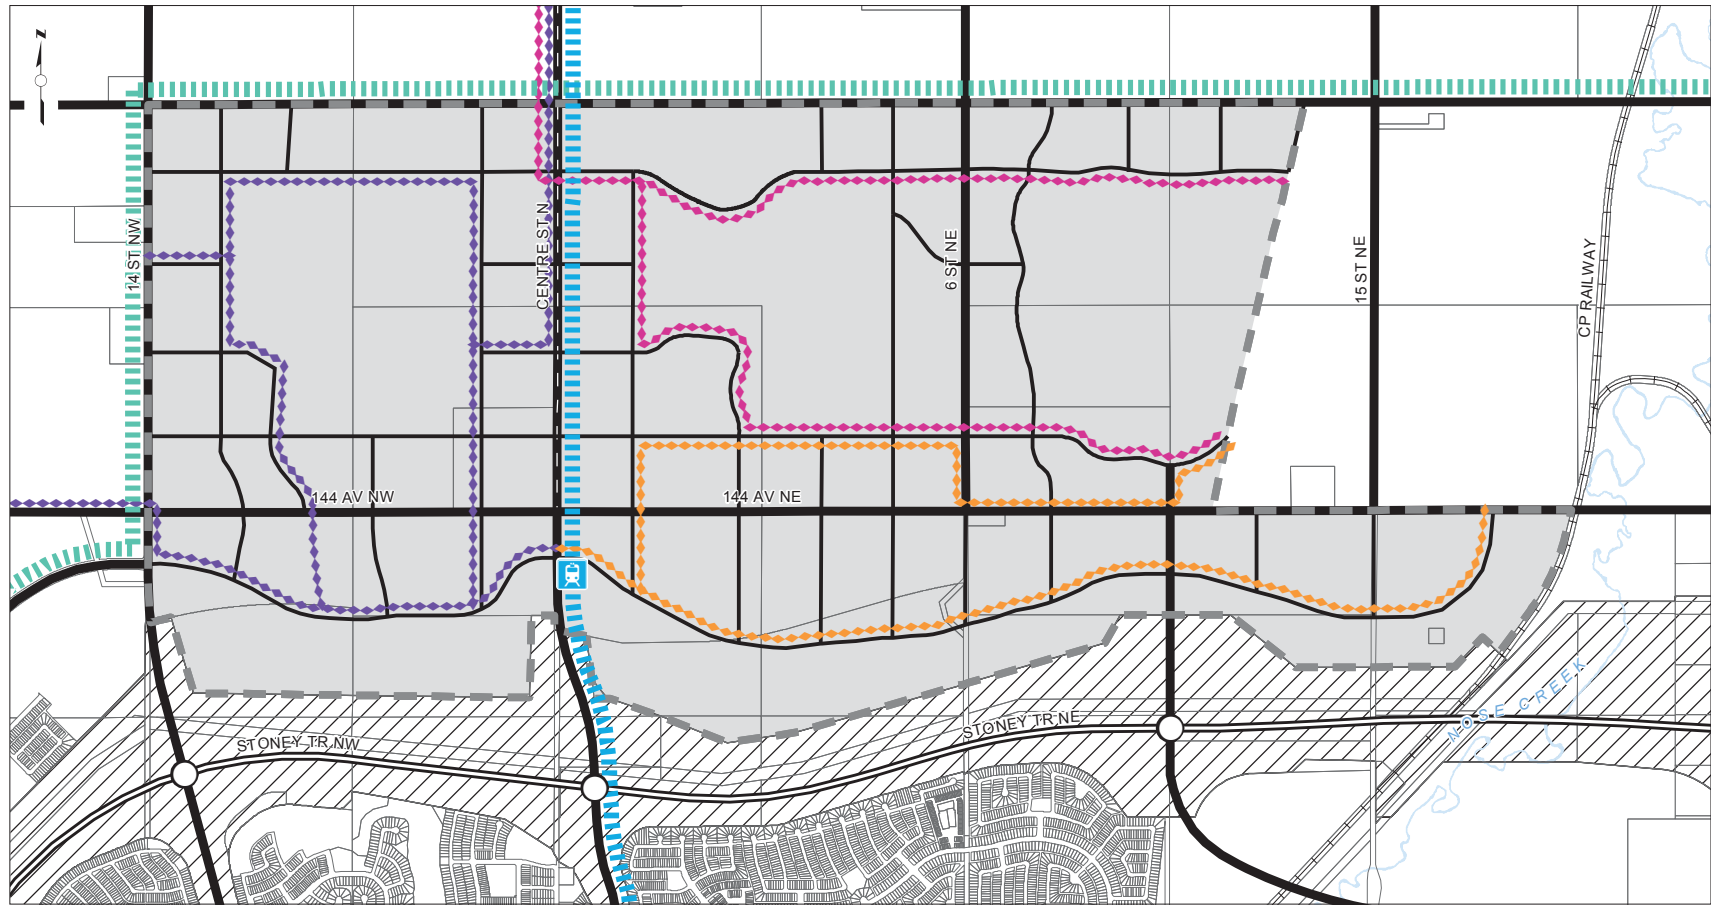 N
14 ST NW
CENTRE ST N
6 ST NE
15 ST NE
CP RAILWAY
144 AV NW
144 AV NE
STONEY TR NW
STONEY TR NE
NOSE CREEK